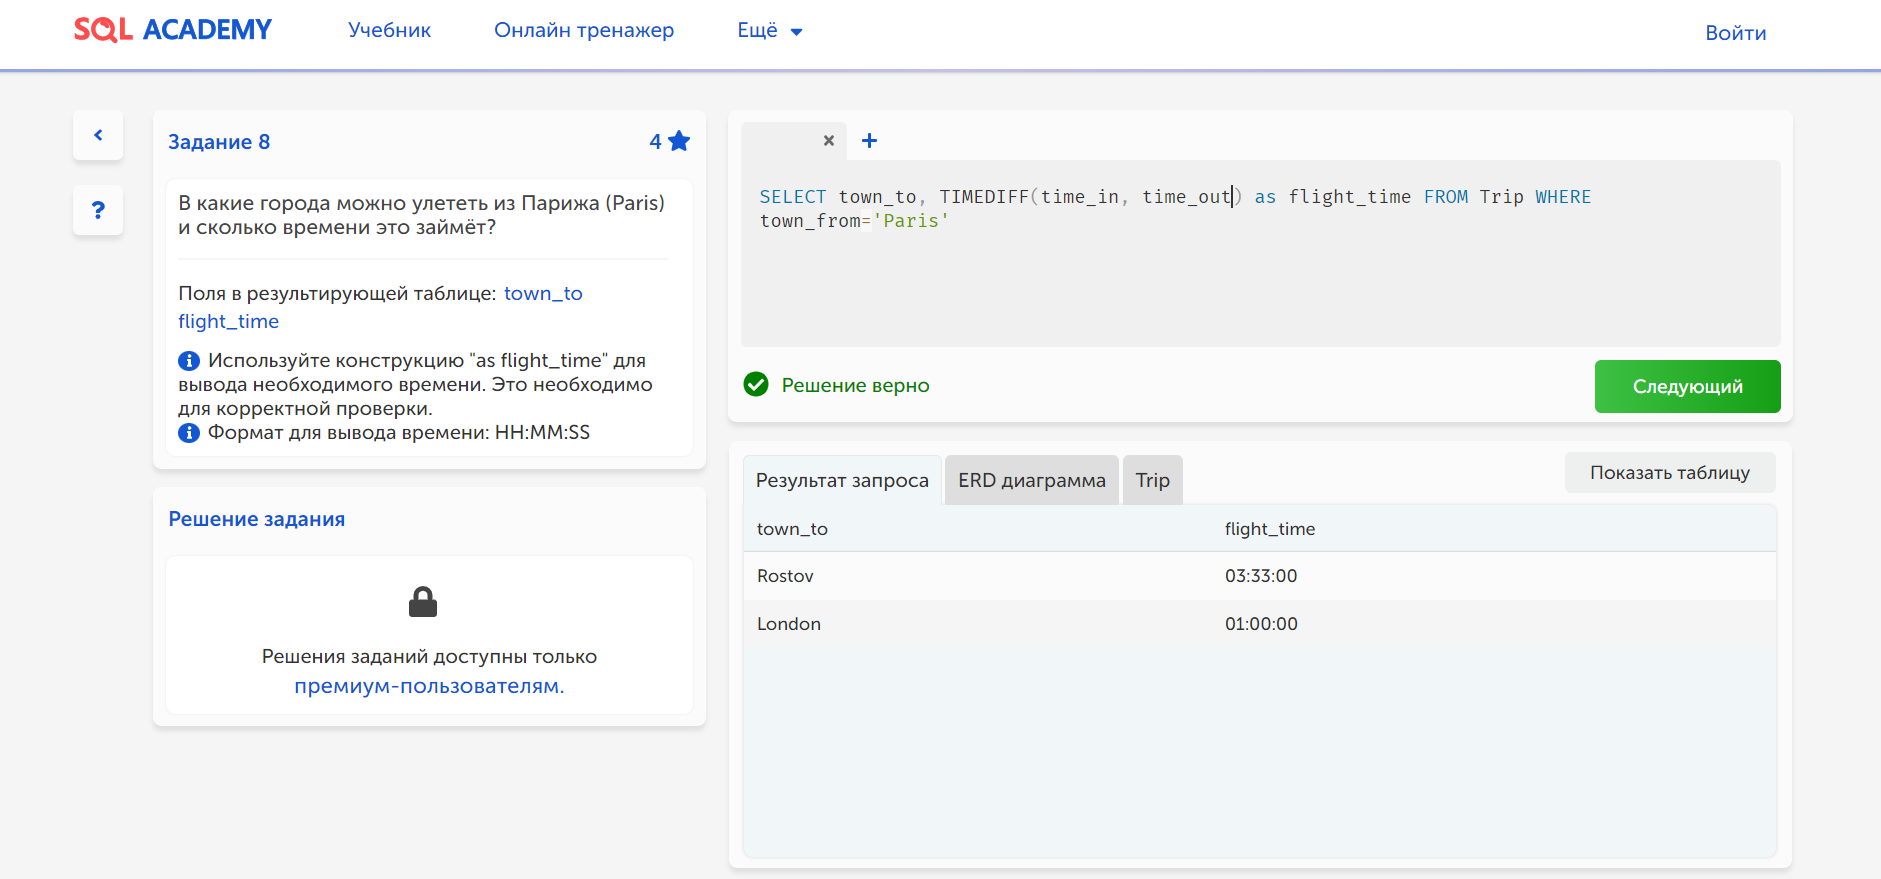 SQL ACADEMY
Учебник
Онлайн тренажер
Ещё
Войти
Задание 8
4
В какие города можно улететь из Парижа (Paris)
и сколько времени это займёт?
Поля в результирующей таблице: town_to
flight_time
Используйте конструкцию "as flight_time" для
вывода необходимого времени. Это необходимо
для корректной проверки.
Формат для вывода времени: HH:MM:SS
Решение задания
Решения заданий доступны только
премиум-пользователям.
SELECT town_to, TIMEDIFF(time_in, time_out) as flight_time FROM Trip WHERE
town_from='Paris'
Решение верно
Следующий
Результат запроса
ERD диаграмма
Trip
Показать таблицу
town_to flight_time
Rostov 03:33:00
London 01:00:00